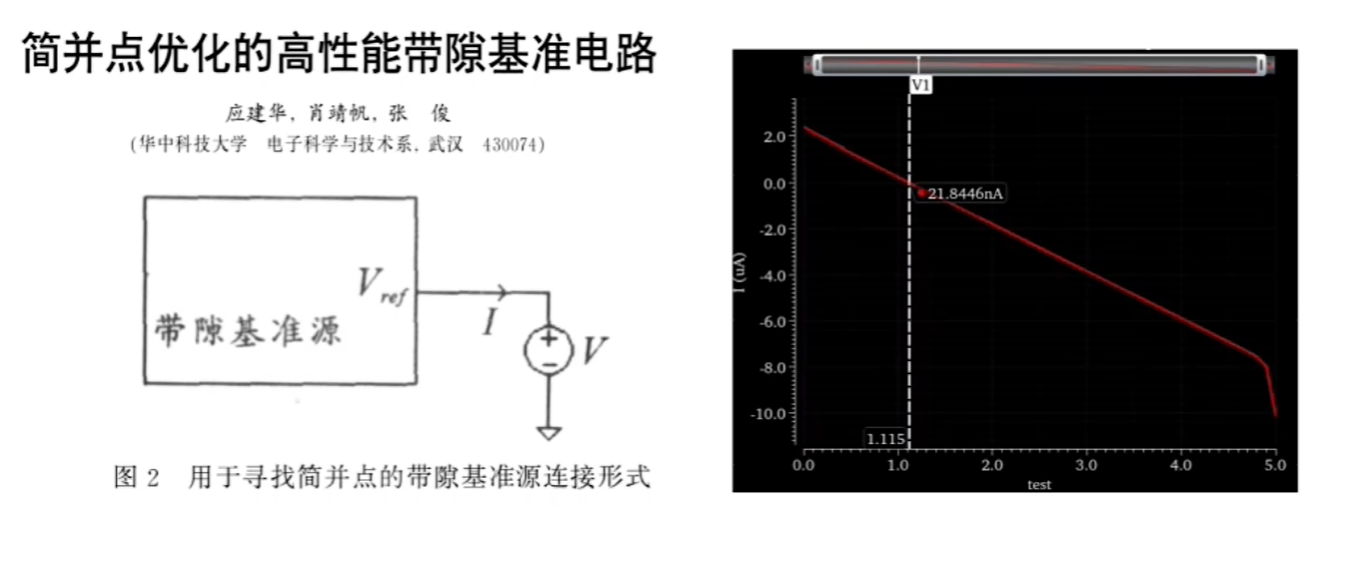 简并点优化的高性能带隙基准电路
应建华, 肖靖帆, 张 俊
(华中科技大学 电子科学与技术系, 武汉 430074)
V_ref
带隙基准源
I
+
−
V
图 2 用于寻找简并点的带隙基准源连接形式
V1
2.0
0.0
21.8446nA
-2.0
I (uA)
-4.0
-6.0
-8.0
-10.0
1.115
0.0 1.0 2.0 3.0 4.0 5.0
test